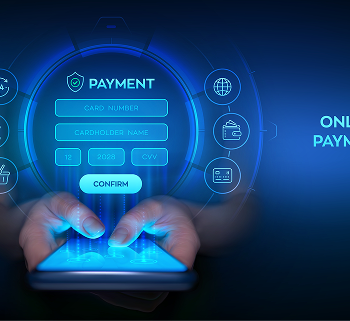 PAYMENT
CARD NUMBER
CARDHOLDER NAME
12 2028 CVV
CONFIRM
ONL
PAYM